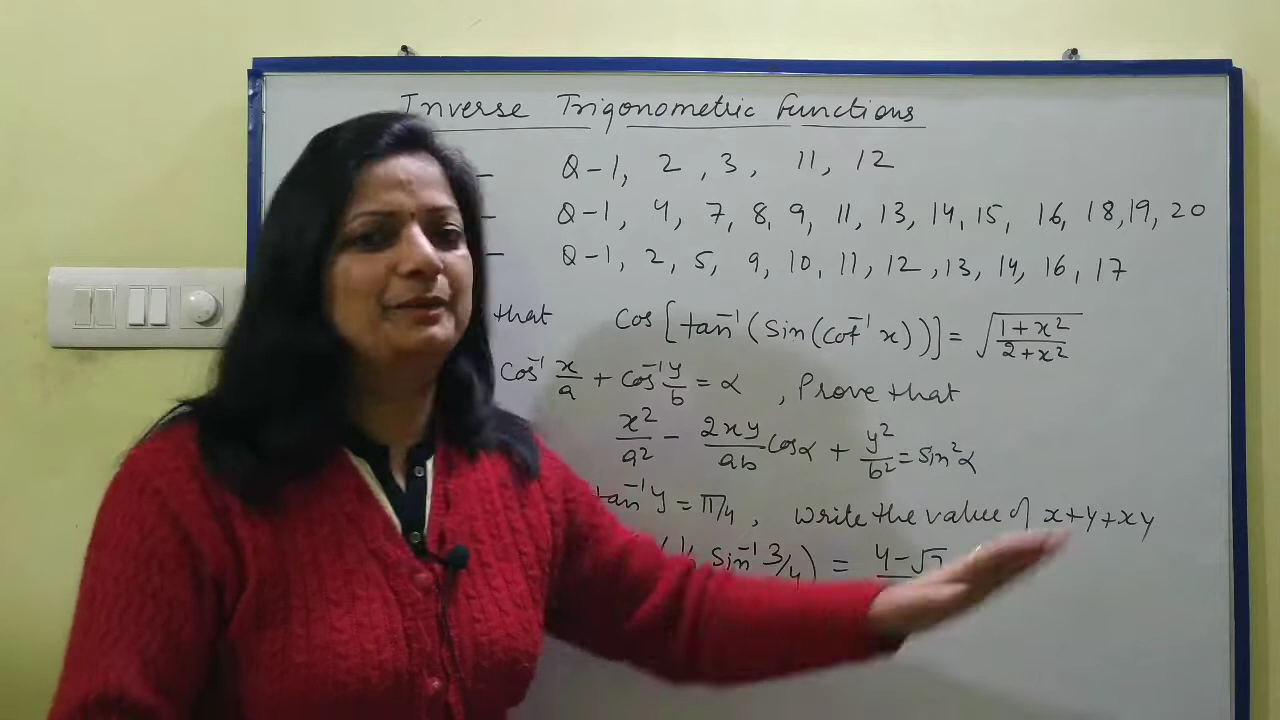 Inverse Trigonometric Functions
– Q-1, 2, 3, 11, 12
– Q-1, 4, 7, 8, 9, 11, 13, 14, 15, 16, 18, 19, 20
– Q-1, 2, 5, 9, 10, 11, 12, 13, 14, 16, 17
that cos[tan⁻¹(Sin(cot⁻¹x))] = √((1+x²)/(2+x²))
cos⁻¹ x/a + cos⁻¹ y/b = α , Prove that
x²/a² - 2xy/ab cosα + y²/b² = sin²α
tan⁻¹y = π/4, write the value of x+y+xy
Sin⁻¹ 3/4) = 4-√7